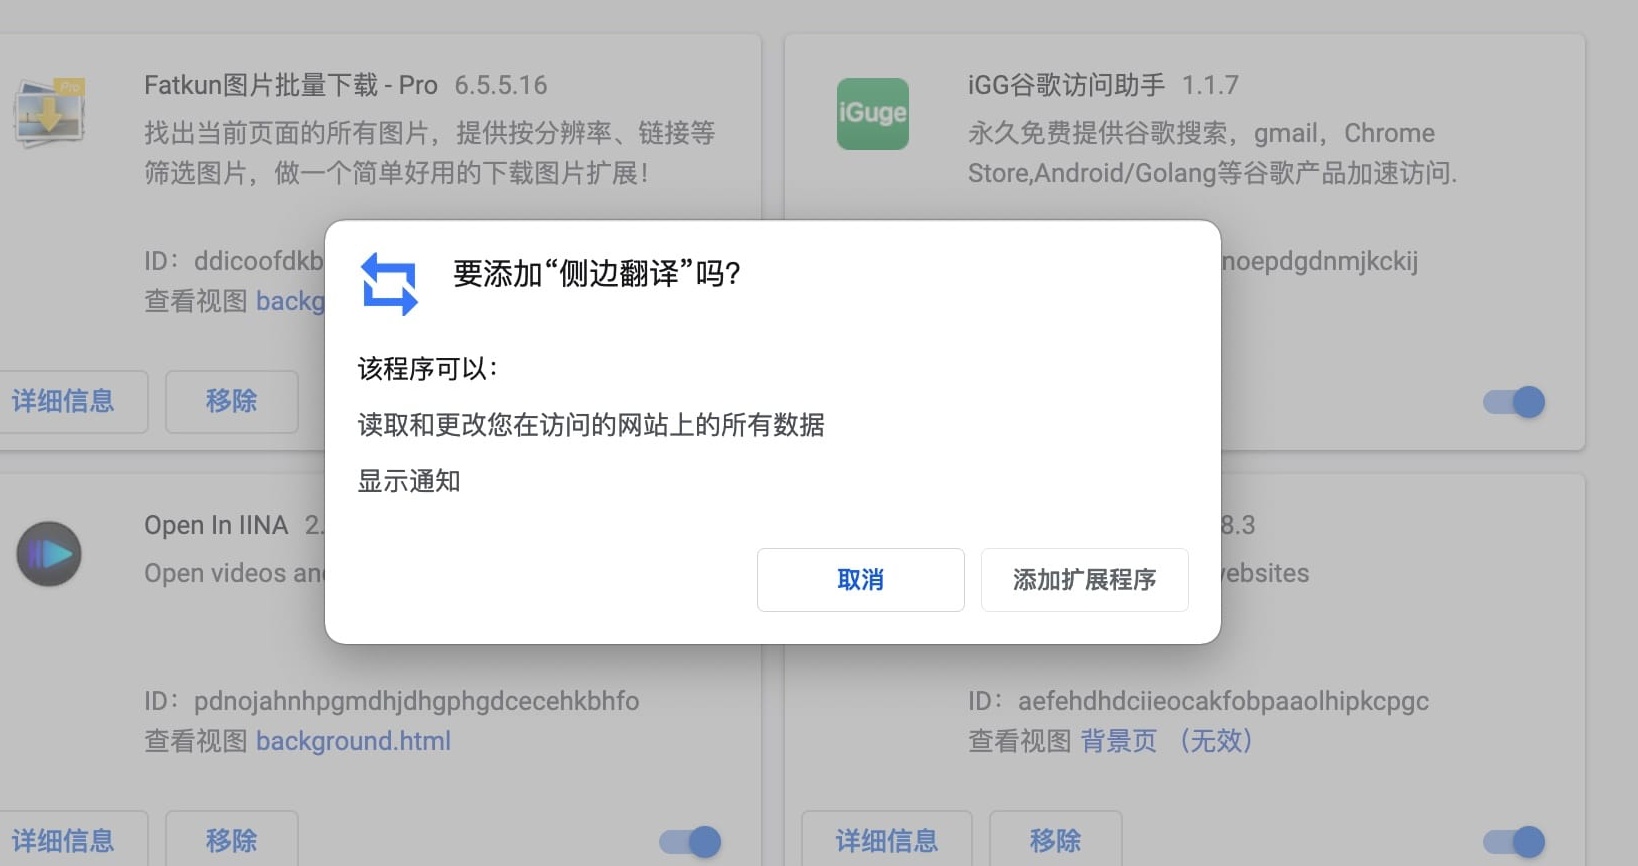 Pro
Fatkun图片批量下载 - Pro 6.5.5.16
找出当前页面的所有图片，提供按分辨率、链接等
筛选图片，做一个简单好用的下载图片扩展！
ID： ddicoofdkb
查看视图 backg
详细信息
移除
iGuge
iGG谷歌访问助手 1.1.7
永久免费提供谷歌搜索，gmail，Chrome
Store,Android/Golang等谷歌产品加速访问.
noepdgdnmjkckij
要添加“侧边翻译”吗？
该程序可以：
读取和更改您在访问的网站上的所有数据
显示通知
取消
添加扩展程序
Open In IINA 2.
Open videos and
ID： pdnojahnhpgmdhjdhgphgdcecehkbhfo
查看视图 background.html
详细信息
移除
8.3
websites
ID： aefehdhdciieocakfobpaaolhipkcpgc
查看视图 背景页 （无效）
详细信息
移除